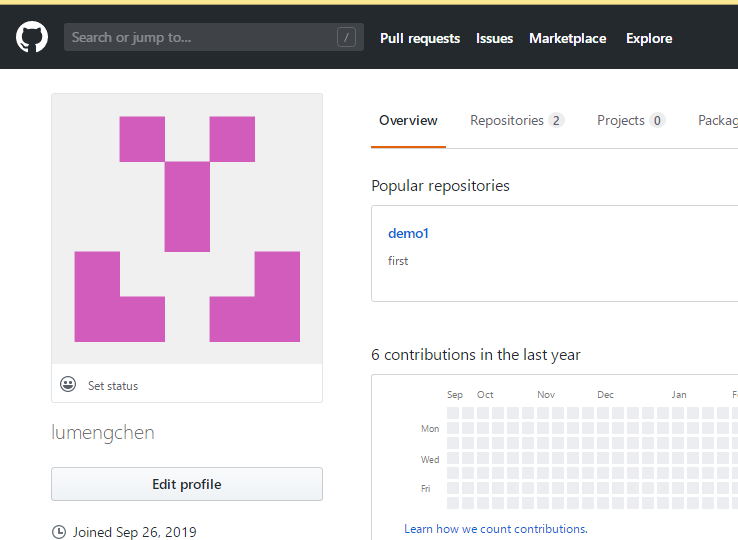 Search or jump to... /
Pull requests Issues Marketplace Explore
Overview Repositories 2 Projects 0
Popular repositories
demo1
first
Set status
lumengchen
Edit profile
Joined Sep 26, 2019
6 contributions in the last year
Sep Oct Nov Dec Jan
Mon
Wed
Fri
Learn how we count contributions.